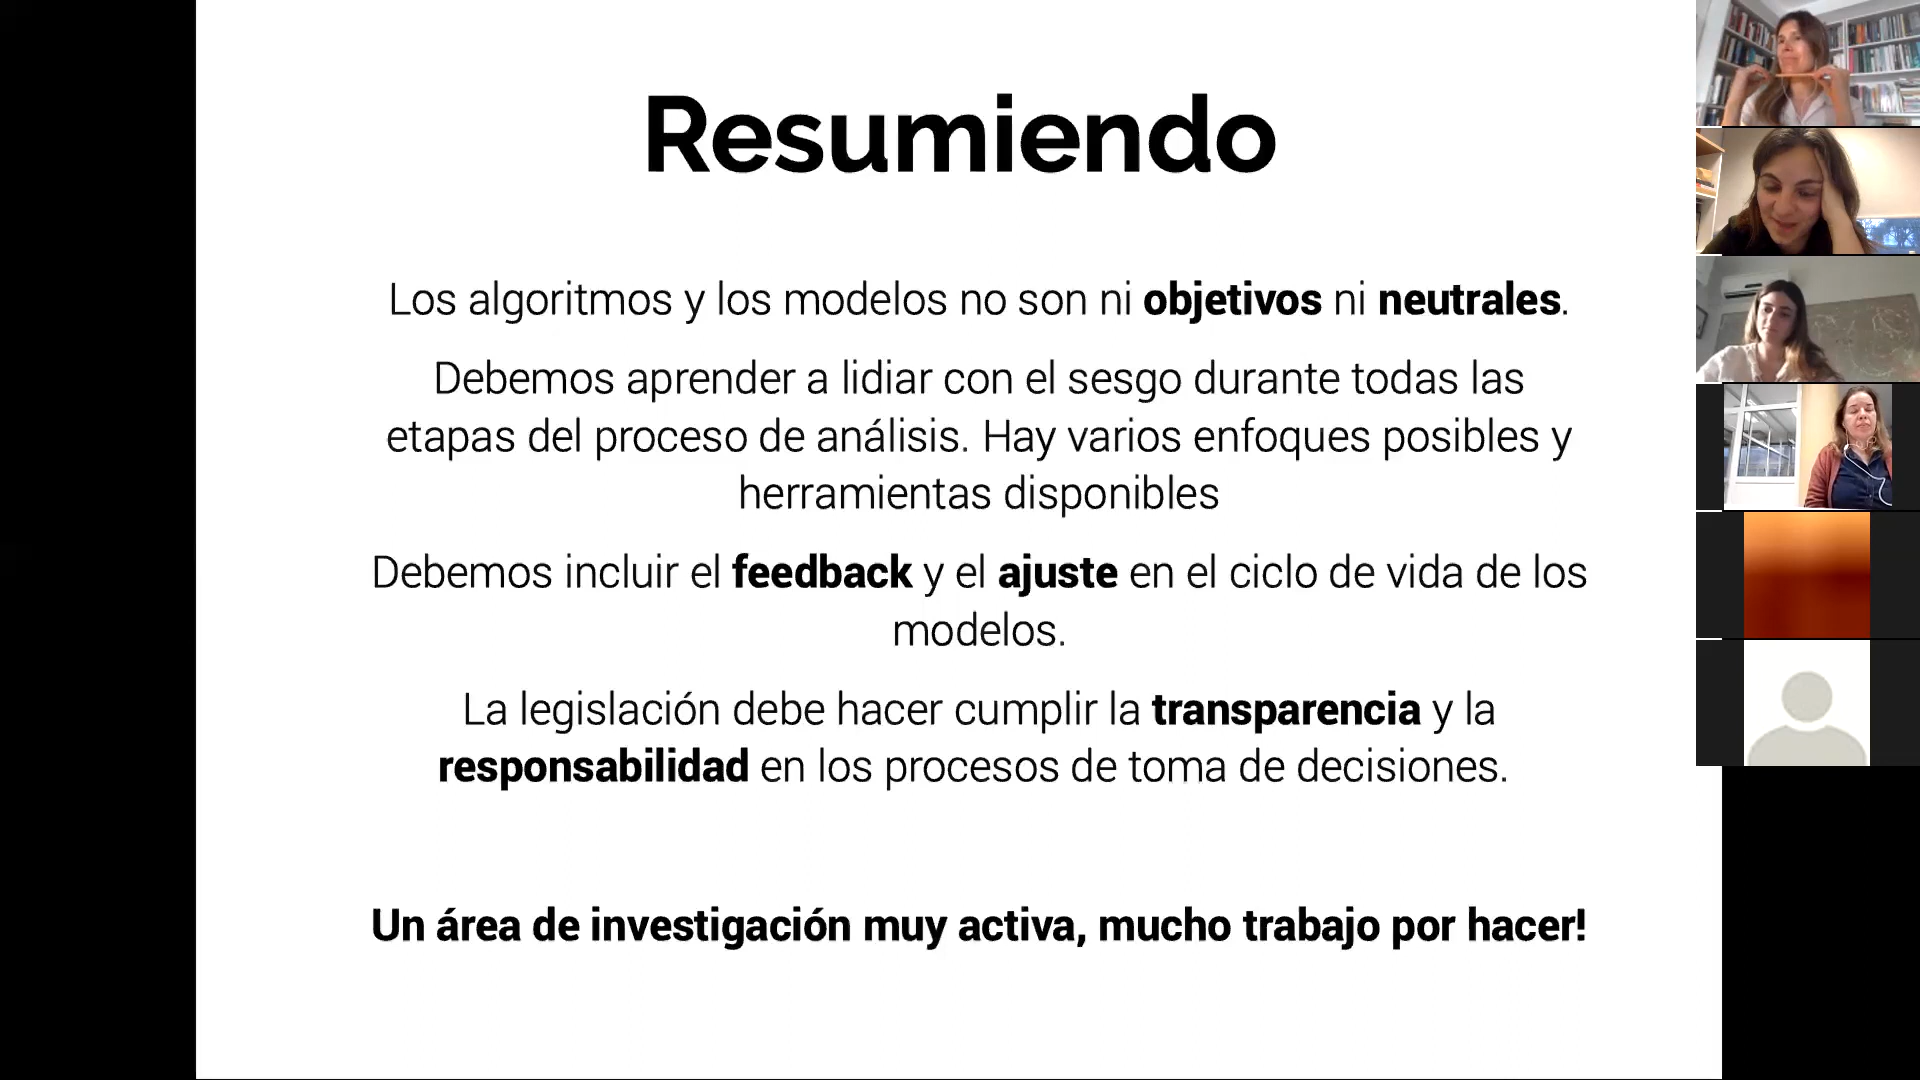 Resumiendo
Los algoritmos y los modelos no son ni objetivos ni neutrales.
Debemos aprender a lidiar con el sesgo durante todas las
etapas del proceso de análisis. Hay varios enfoques posibles y
herramientas disponibles
Debemos incluir el feedback y el ajuste en el ciclo de vida de los
modelos.
La legislación debe hacer cumplir la transparencia y la
responsabilidad en los procesos de toma de decisiones.
Un área de investigación muy activa, mucho trabajo por hacer!